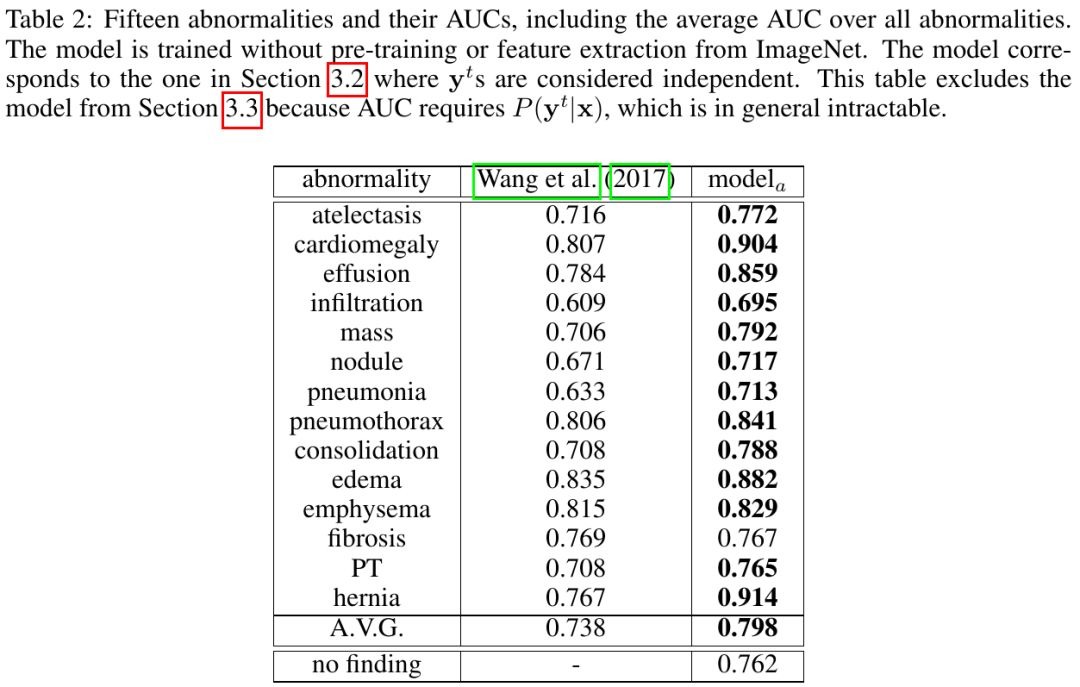 Table 2: Fifteen abnormalities and their AUCs, including the average AUC over all abnormalities.
The model is trained without pre-training or feature extraction from ImageNet. The model corre-
sponds to the one in Section 3.2 where yᵗs are considered independent. This table excludes the
model from Section 3.3 because AUC requires P(yᵗ|x), which is in general intractable.
abnormality Wang et al. (2017) modelₐ
atelectasis 0.716 0.772
cardiomegaly 0.807 0.904
effusion 0.784 0.859
infiltration 0.609 0.695
mass 0.706 0.792
nodule 0.671 0.717
pneumonia 0.633 0.713
pneumothorax 0.806 0.841
consolidation 0.708 0.788
edema 0.835 0.882
emphysema 0.815 0.829
fibrosis 0.769 0.767
PT 0.708 0.765
hernia 0.767 0.914
A.V.G. 0.738 0.798
no finding - 0.762